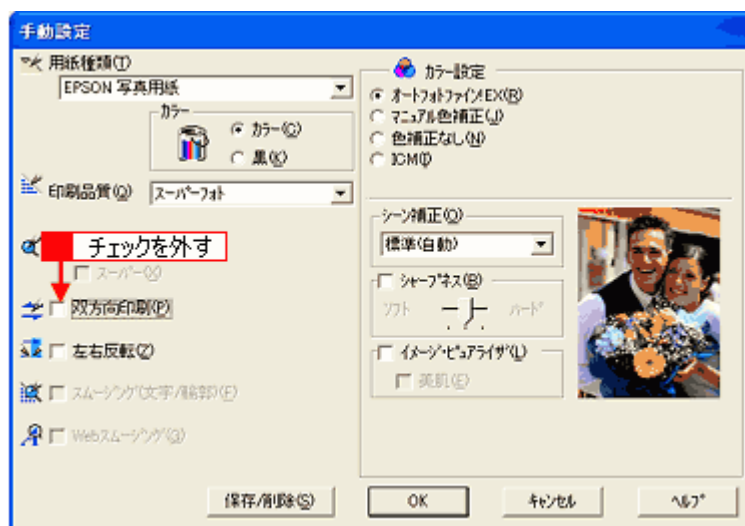 手動設定
用紙種類(T)
EPSON 写真用紙
カラー
カラー(C)
黒(K)
印刷品質(Q)
スーパーフォト
チェックを外す
スーパー(X)
双方向印刷(P)
左右反転(Z)
スムージング(文字/輪郭)(F)
Webスムージング(G)
カラー設定
オートフォトファイン!EX(R)
マニュアル色補正(J)
色補正なし(N)
ICM(I)
シーン補正(O)
標準(自動)
シャープネス(B)
ソフト
ハード
イメージ・ピュアライザ(L)
美肌(E)
保存/削除(S)
OK
キャンセル
ヘルプ